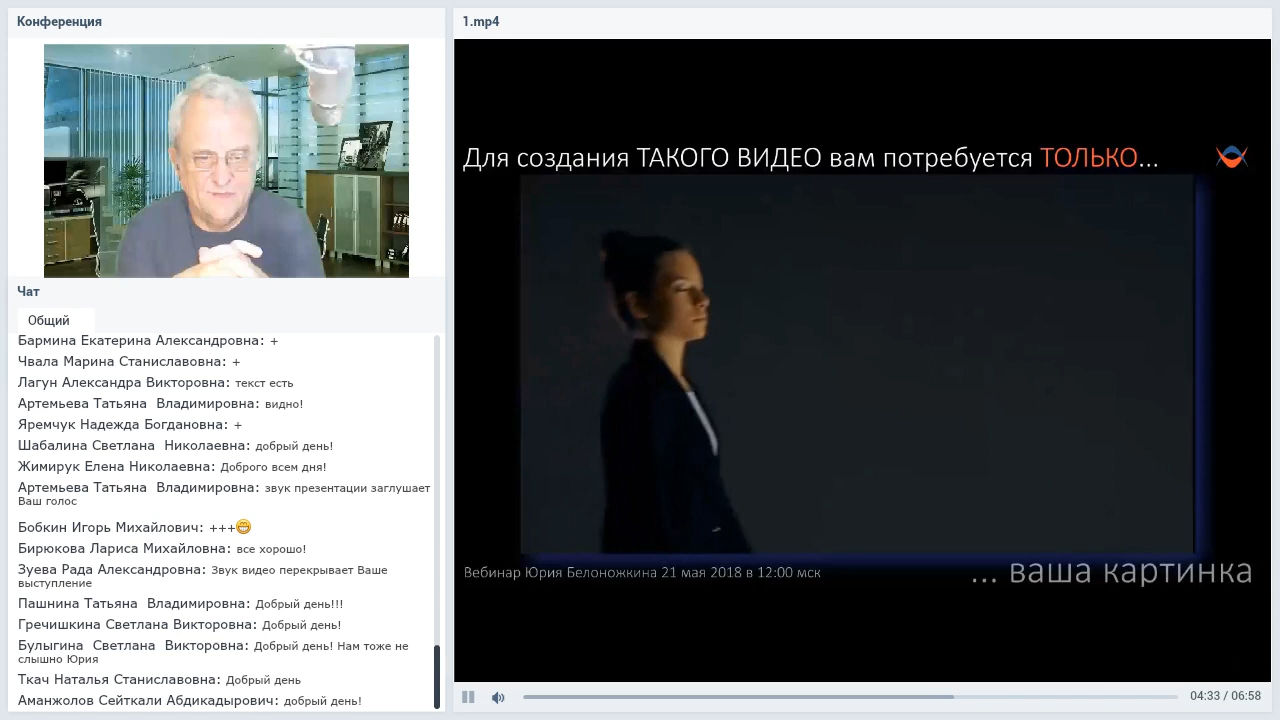 Конференция
1.mp4
Для создания ТАКОГО ВИДЕО вам потребуется ТОЛЬКО...
Чат
Общий
Бармина Екатерина Александровна: +
Чвала Марина Станиславовна: +
Лагун Александра Викторовна: текст есть
Артемьева Татьяна Владимировна: видно!
Яремчук Надежда Богдановна: +
Шабалина Светлана Николаевна: добрый день!
Жимирук Елена Николаевна: Доброго всем дня!
Артемьева Татьяна Владимировна: звук презентации заглушает
Ваш голос
Бобкин Игорь Михайлович: +++😁
Бирюкова Лариса Михайловна: все хорошо!
Зуева Рада Александровна: Звук видео перекрывает Ваше
выступление
Пашнина Татьяна Владимировна: Добрый день!!!
Гречишкина Светлана Викторовна: Добрый день!
Булыгина Светлана Викторовна: Добрый день! Нам тоже не
слышно Юрия
Ткач Наталья Станиславовна: Добрый день
Аманжолов Сейткали Абдикадырович: добрый день!
Вебинар Юрия Белоножкина 21 мая 2018 в 12:00 мск
... ваша картинка
04:33 / 06:58